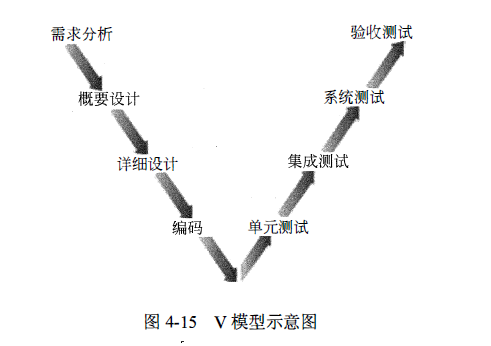 需求分析
概要设计
详细设计
编码
单元测试
集成测试
系统测试
验收测试
图 4-15 V 模型示意图